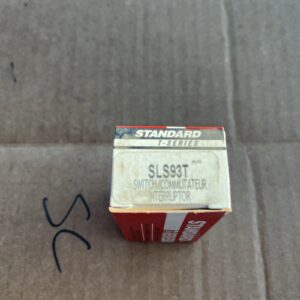 STANDARD
T-SERIES
SLS93T
SWITCH/COMMUTATEUR
INTERRUPTOR